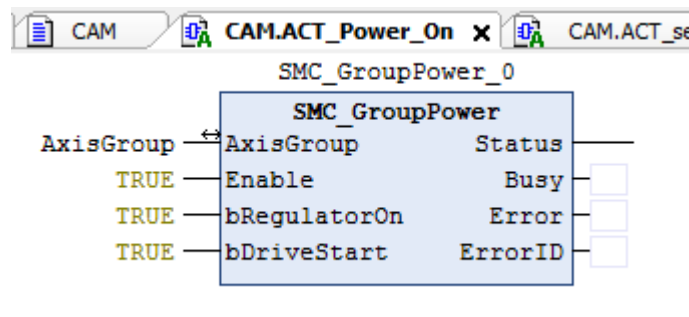 CAM CAM.ACT_Power_On CAM.ACT_se
SMC_GroupPower_0
SMC_GroupPower
AxisGroup AxisGroup Status
TRUE Enable Busy
TRUE bRegulatorOn Error
TRUE bDriveStart ErrorID